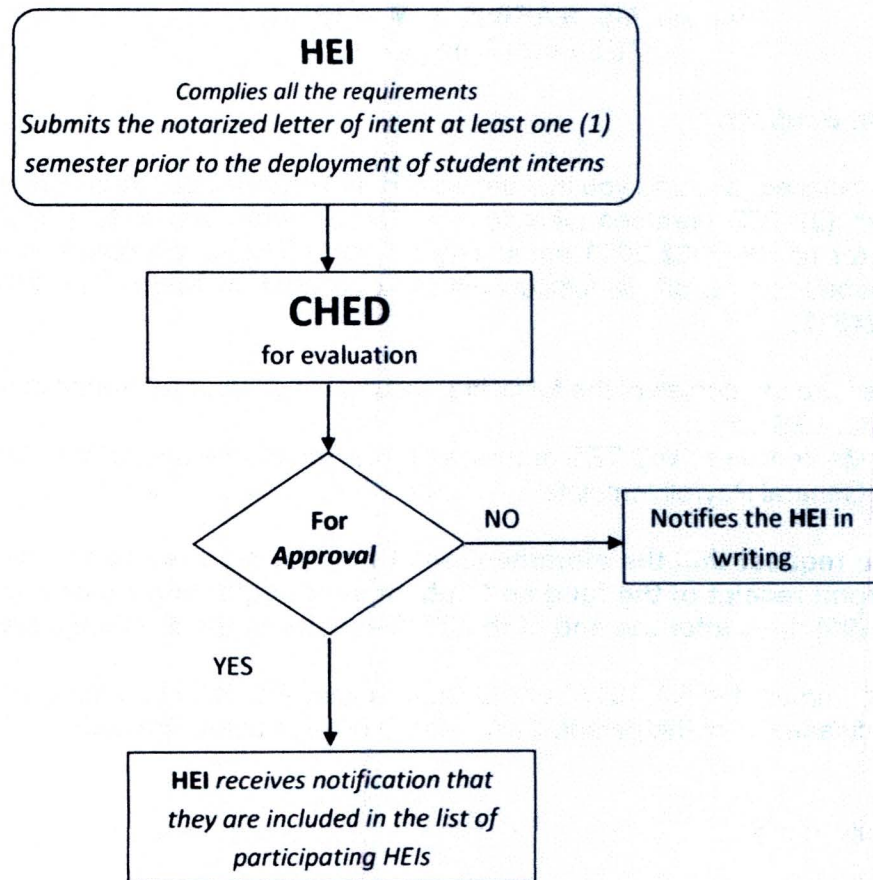 HEI
Complies all the requirements
Submits the notarized letter of intent at least one (1)
semester prior to the deployment of student interns
CHED
for evaluation
For
Approval
NO
Notifies the HEI in
writing
YES
HEI receives notification that
they are included in the list of
participating HEIs